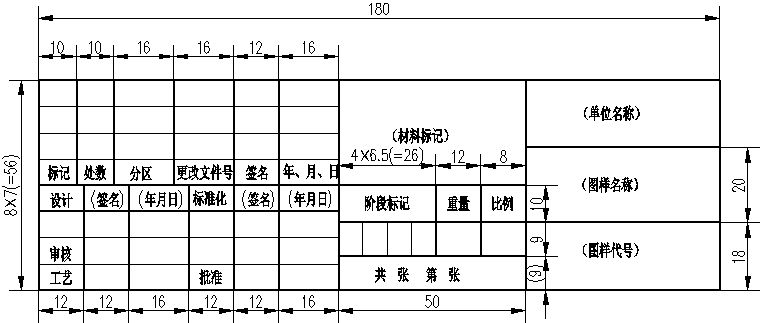 180
10 10 16 16 12 16
(单位名称)
(材料标记)
4×6.5(=26) 12 8
8×7(=56)
标记 处数 分区 更改文件号 签名 年、月、日
(图样名称)
20
设计 (签名) (年月日) 标准化 (签名) (年月日)
阶段标记 重量 比例
10
9
18
审核
(图样代号)
工艺 批准
共 张 第 张
(9)
12 12 16 12 12 16 50